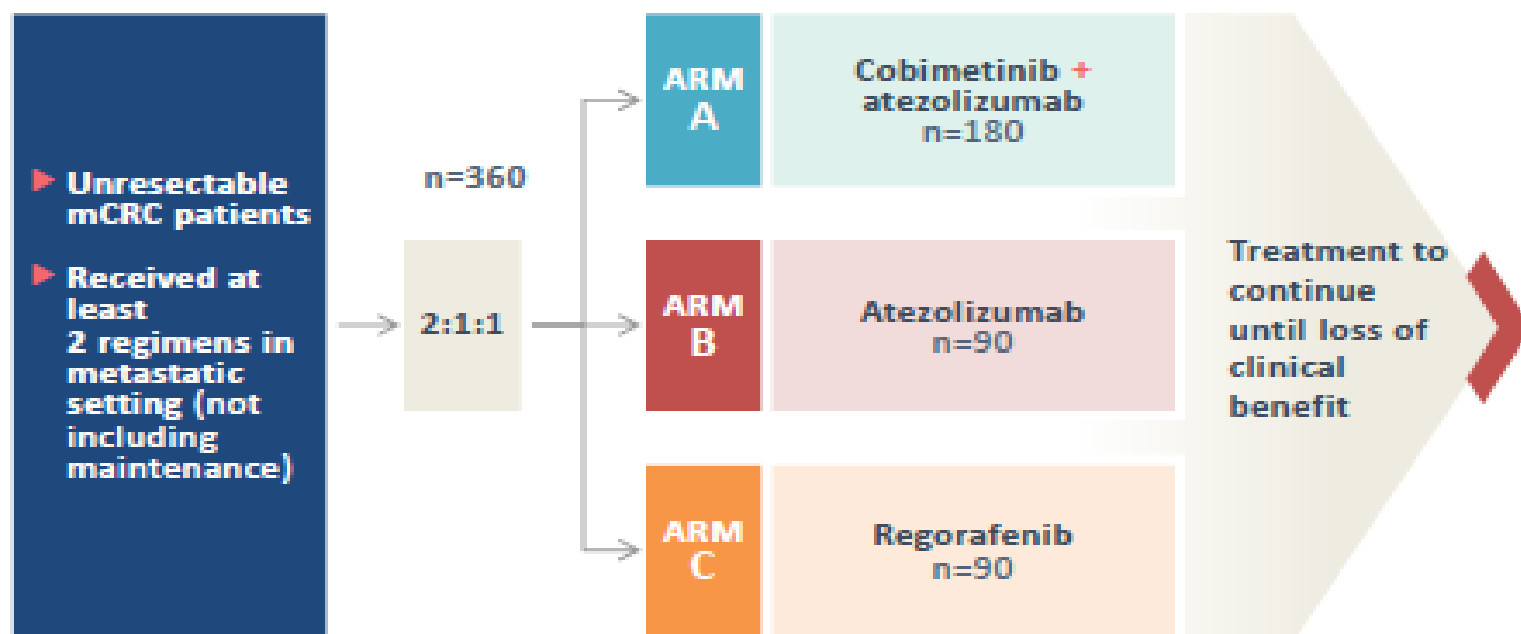 Unresectable
mCRC patients
Received at
least
2 regimens in
metastatic
setting (not
including
maintenance)
n=360
2:1:1
ARM
A
Cobimetinib +
atezolizumab
n=180
ARM
B
Atezolizumab
n=90
ARM
C
Regorafenib
n=90
Treatment to
continue
until loss of
clinical
benefit